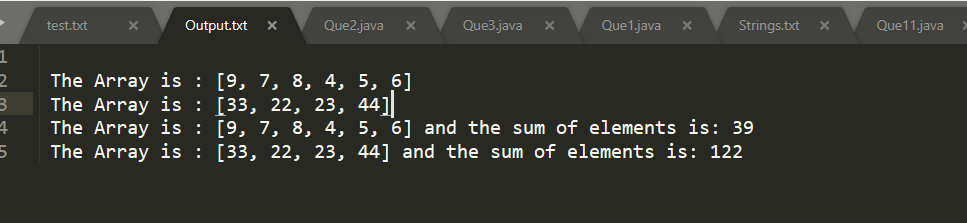 test.txt Output.txt Que2.java Que3.java Que1.java Strings.txt Que11.java
1
2 The Array is : [9, 7, 8, 4, 5, 6]
3 The Array is : [33, 22, 23, 44]
4 The Array is : [9, 7, 8, 4, 5, 6] and the sum of elements is: 39
5 The Array is : [33, 22, 23, 44] and the sum of elements is: 122